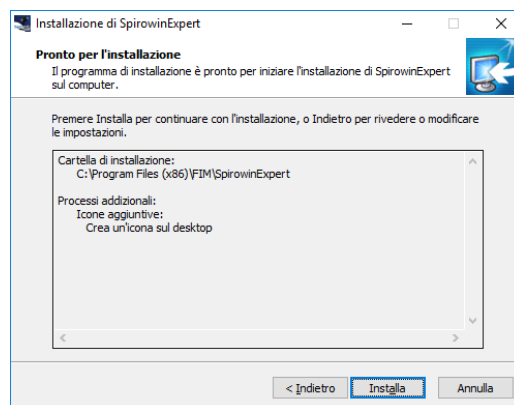 Installazione di SpirowinExpert
Pronto per l'installazione
Il programma di installazione è pronto per iniziare l'installazione di SpirowinExpert
sul computer.
Premere Installa per continuare con l'installazione, o Indietro per rivedere o modificare
le impostazioni.
Cartella di installazione:
C:\Program Files (x86)\FIM\SpirowinExpert
Processi addizionali:
Icone aggiuntive:
Crea un'icona sul desktop
< Indietro
Installa
Annulla